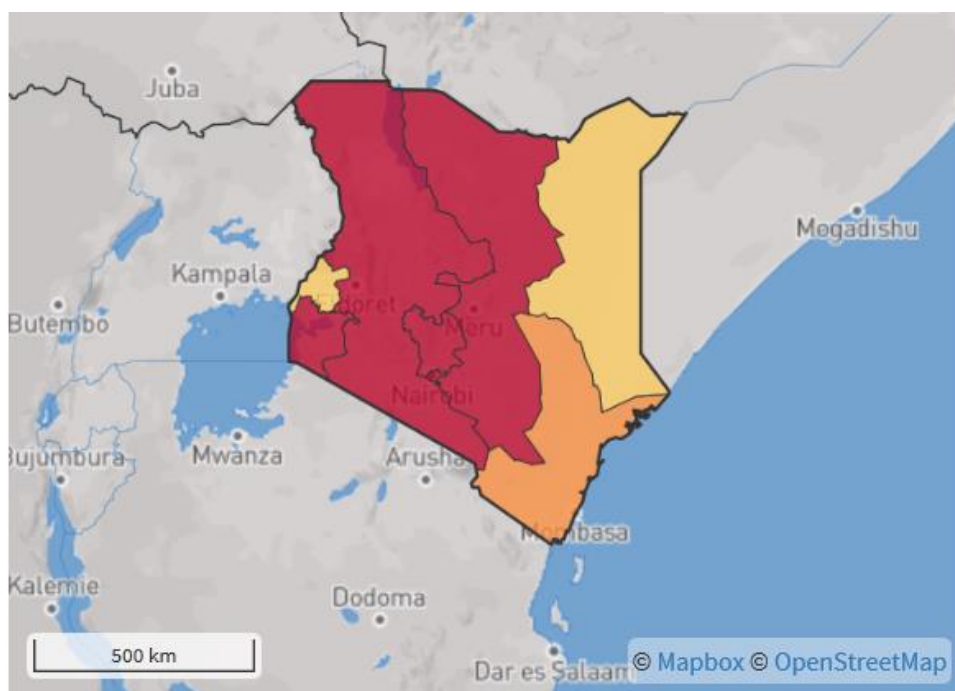 Juba
Mogadishu
Kampala
Eldoret
Butembo
Meru
Nairobi
Bujumbura
Mwanza
Arusha
Mombasa
Kalemie
Dodoma
500 km
Dar es Salaam
© Mapbox © OpenStreetMap